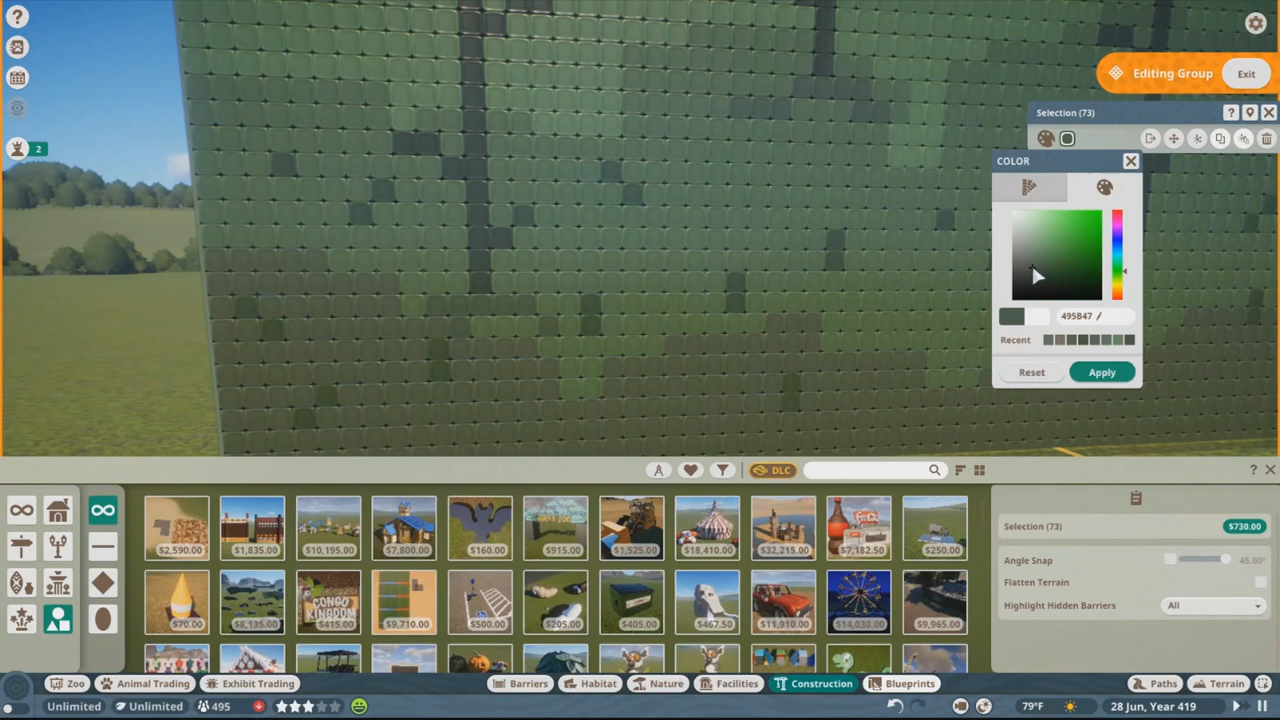 ?
Editing Group
Exit
Selection (73)
?
2
COLOR
495B47
Recent
Reset
Apply
DLC
?
$2,590.00
$1,835.00
$10,195.00
$7,800.00
$160.00
$915.00
$1,525.00
$18,410.00
$32,215.00
$7,182.50
$250.00
Selection (73)
$730.00
Angle Snap
45.00°
Flatten Terrain
Highlight Hidden Barriers
All
CONGO
KINGDOM
$70.00
$8,135.00
$415.00
$9,710.00
$500.00
$205.00
$405.00
$467.50
$11,910.00
$14,030.00
$9,965.00
Zoo
Animal Trading
Exhibit Trading
Barriers
Habitat
Nature
Facilities
Construction
Blueprints
Paths
Terrain
Unlimited
Unlimited
495
79°F
28 Jun, Year 419